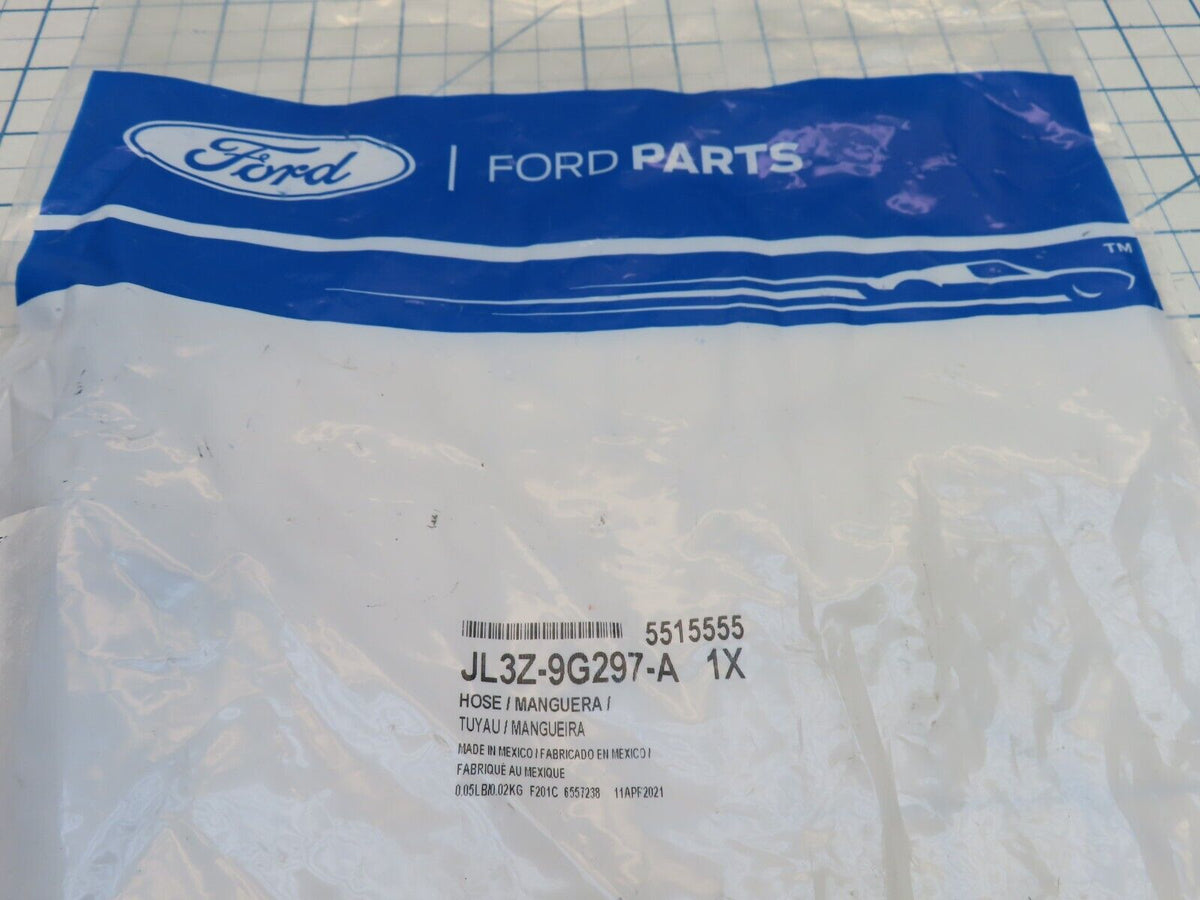 Ford | FORD PARTS
TM
5515555
JL3Z-9G297-A 1X
HOSE / MANGUERA /
TUYAU / MANGUEIRA
MADE IN MEXICO / FABRICADO EN MEXICO /
FABRIQUÉ AU MEXIQUE
0.05LB/0.02KG F201C 6557238 11APR2021